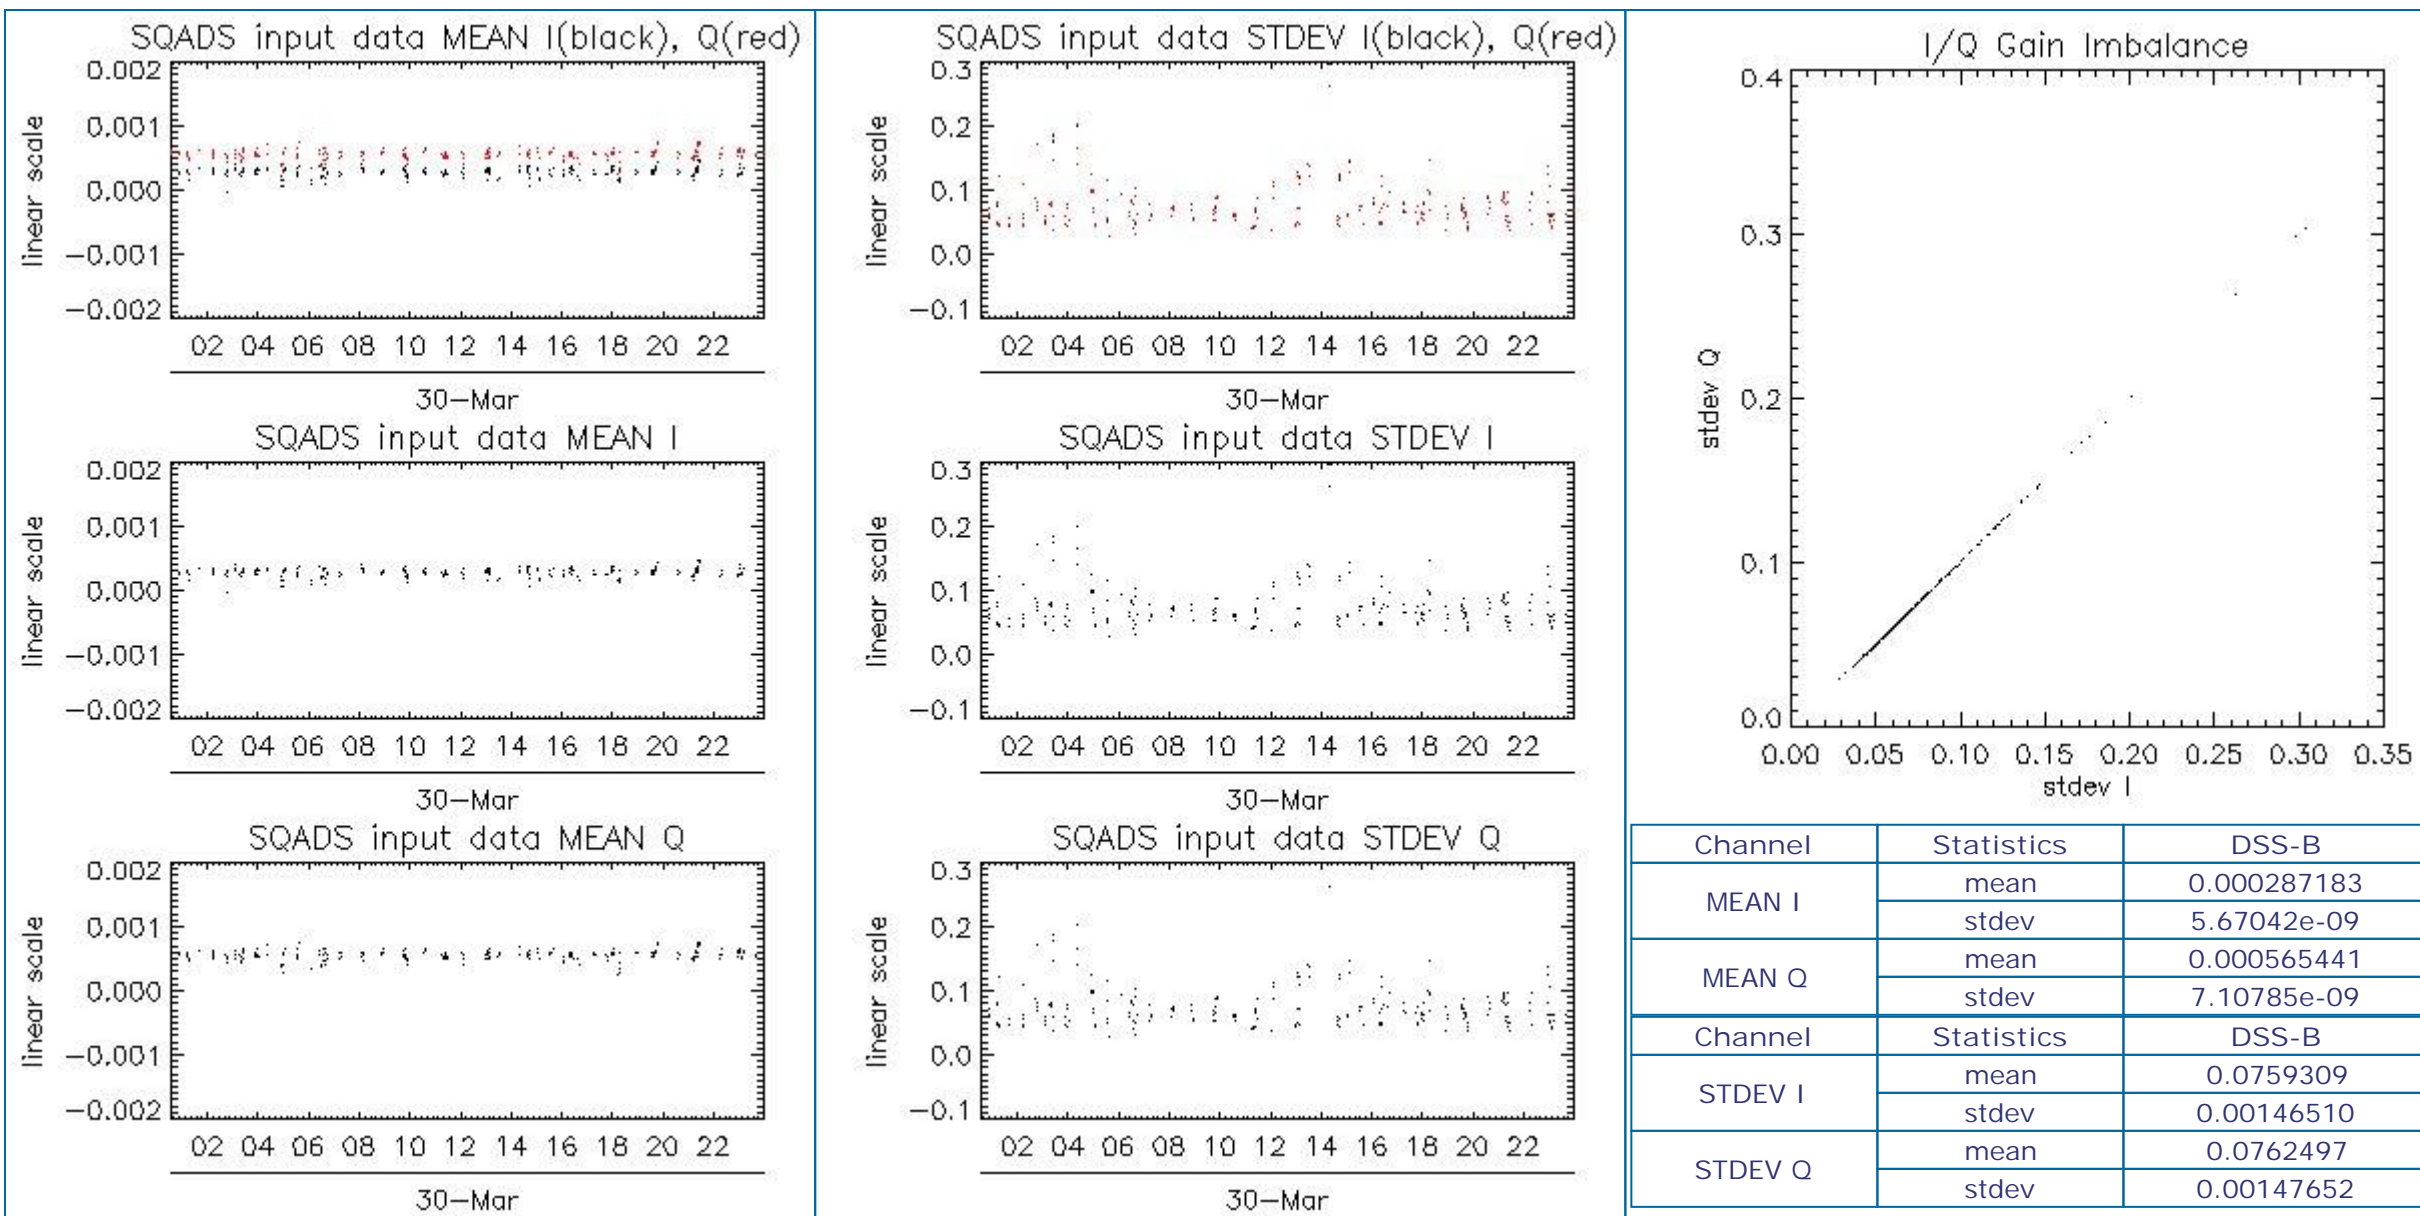 SQADS input data MEAN I(black), Q(red)
0.002
0.001
0.000
−0.001
−0.002
linear scale
02 04 06 08 10 12 14 16 18 20 22
30−Mar
SQADS input data MEAN I
0.002
0.001
0.000
−0.001
−0.002
linear scale
02 04 06 08 10 12 14 16 18 20 22
30−Mar
SQADS input data MEAN Q
0.002
0.001
0.000
−0.001
−0.002
linear scale
02 04 06 08 10 12 14 16 18 20 22
30−Mar
SQADS input data STDEV I(black), Q(red)
0.3
0.2
0.1
0.0
−0.1
linear scale
02 04 06 08 10 12 14 16 18 20 22
30−Mar
SQADS input data STDEV I
0.3
0.2
0.1
0.0
−0.1
linear scale
02 04 06 08 10 12 14 16 18 20 22
30−Mar
SQADS input data STDEV Q
0.3
0.2
0.1
0.0
−0.1
linear scale
02 04 06 08 10 12 14 16 18 20 22
30−Mar
I/Q Gain Imbalance
0.4
0.3
0.2
0.1
0.0
stdev Q
0.00 0.05 0.10 0.15 0.20 0.25 0.30 0.35
stdev I
Channel Statistics DSS-B
MEAN I mean 0.000287183
stdev 5.67042e-09
MEAN Q mean 0.000565441
stdev 7.10785e-09
Channel Statistics DSS-B
STDEV I mean 0.0759309
stdev 0.00146510
STDEV Q mean 0.0762497
stdev 0.00147652